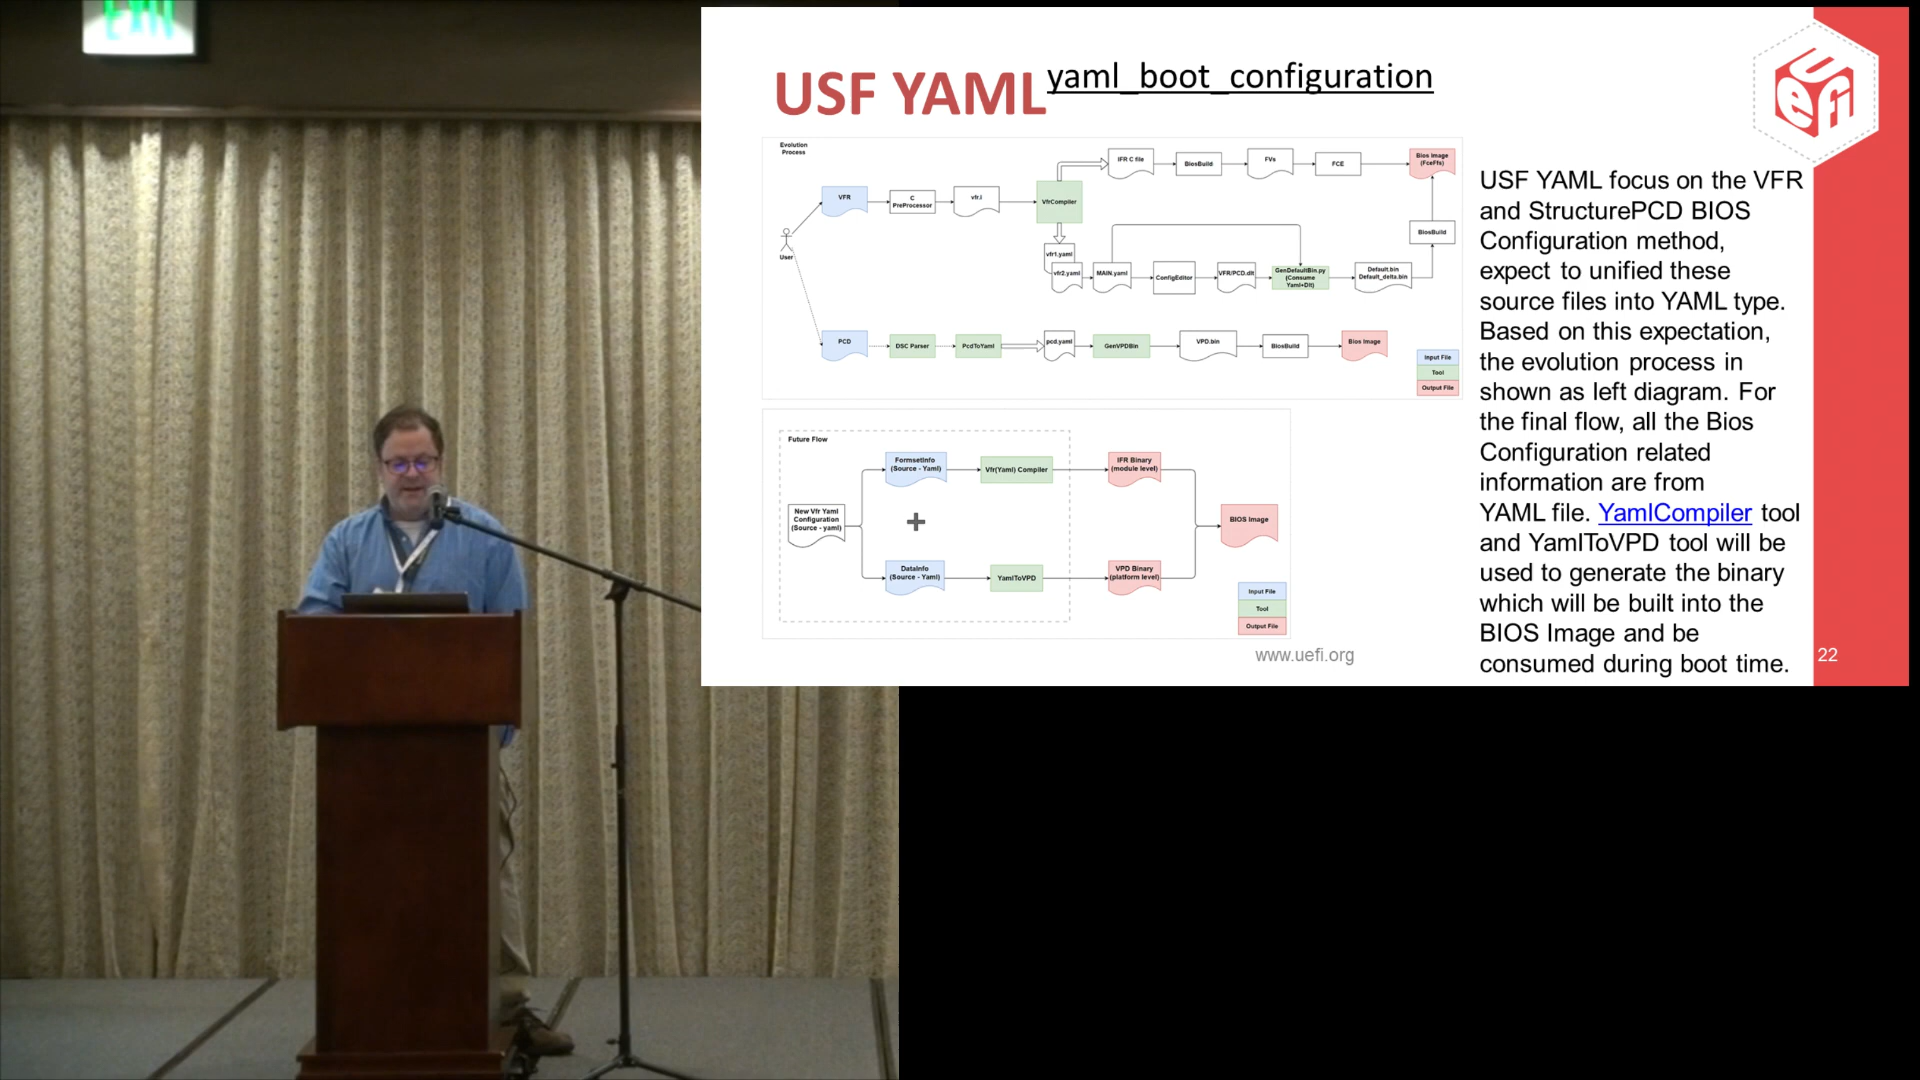 USF YAML yaml_boot_configuration
Evolution
Process
VFR
C
PreProcessor
vfr.i
VfrCompiler
IFR C file
BiosBuild
FVs
FCE
Bios Image
(FceFfs)
User
vfr1.yaml
vfr2.yaml
MAIN.yaml
ConfigEditor
VFR/PCD.dlt
GenDefaultBin.py
(Consume
Yaml+Dlt)
Default.bin
Default_delta.bin
BiosBuild
PCD
DSC Parser
PcdToYaml
pcd.yaml
GenVPDBin
VPD.bin
BiosBuild
Bios Image
Input File
Tool
Output File
Future Flow
FormsetInfo
(Source - Yaml)
Vfr(Yaml) Compiler
IFR Binary
(module level)
New Vfr Yaml
Configuration
(Source - yaml)
BIOS Image
DataInfo
(Source - Yaml)
YamlToVPD
VPD Binary
(platform level)
Input File
Tool
Output File
USF YAML focus on the VFR
and StructurePCD BIOS
Configuration method,
expect to unified these
source files into YAML type.
Based on this expectation,
the evolution process in
shown as left diagram. For
the final flow, all the Bios
Configuration related
information are from
YAML file. YamlCompiler tool
and YamlToVPD tool will be
used to generate the binary
which will be built into the
BIOS Image and be
consumed during boot time.
www.uefi.org
22
UEFI